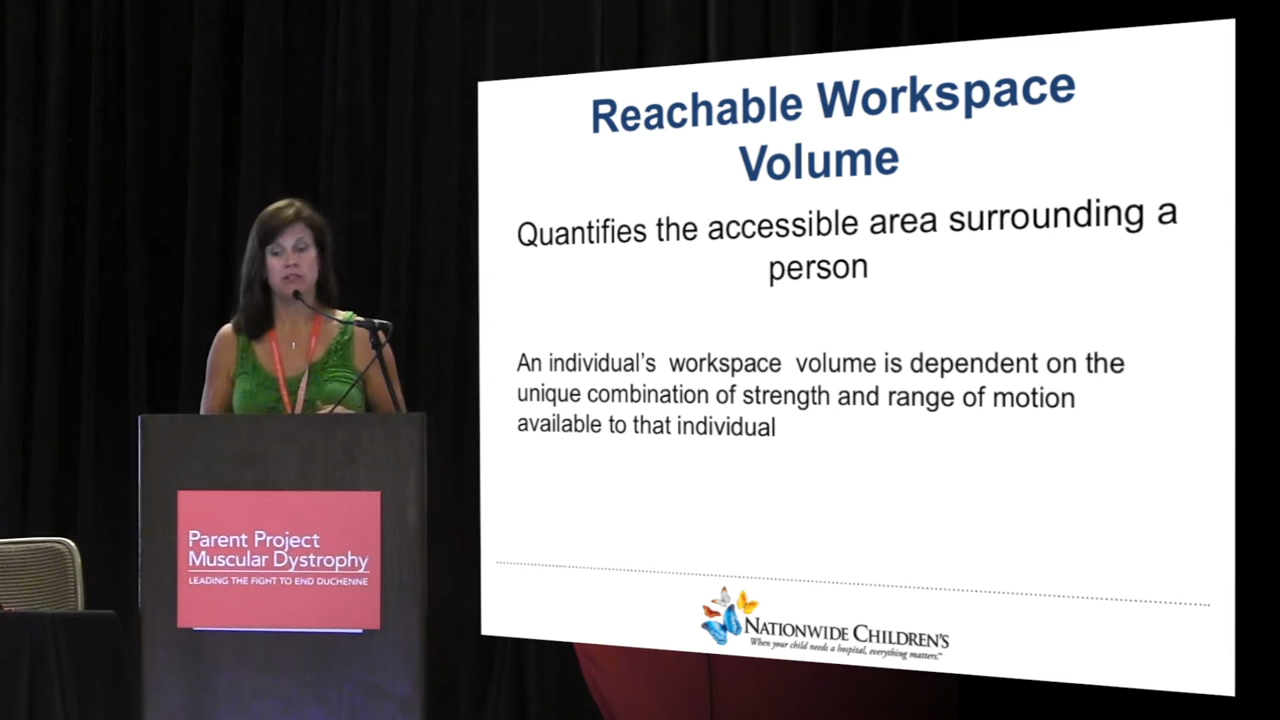 Reachable Workspace
Volume
Quantifies the accessible area surrounding a
person
An individual's workspace volume is dependent on the
unique combination of strength and range of motion
available to that individual
NATIONWIDE CHILDREN'S
When your child needs a hospital, everything matters.™
Parent Project
Muscular Dystrophy
LEADING THE FIGHT TO END DUCHENNE